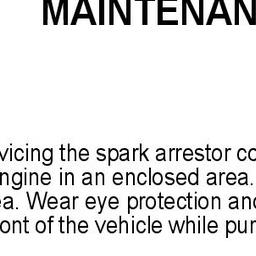 MAINTENAN
vicing the spark arrestor co
ngine in an enclosed area.
ea. Wear eye protection and
ont of the vehicle while pur